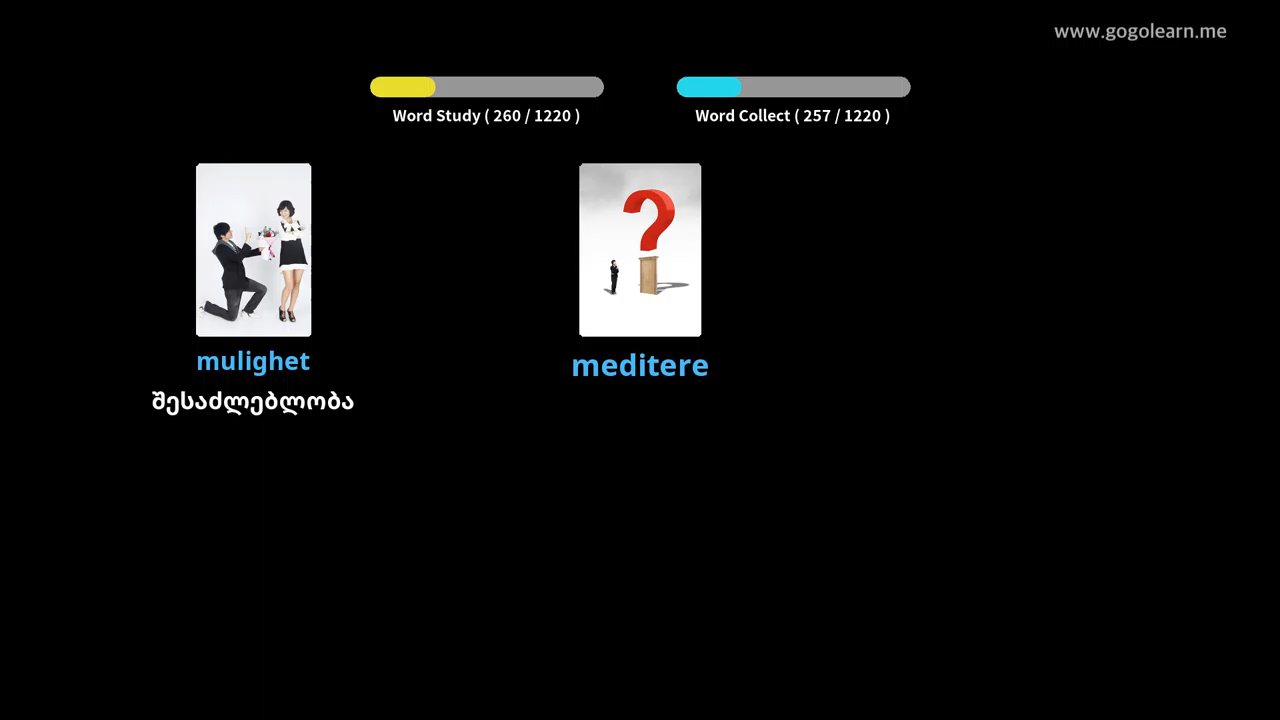 www.gogolearn.me
Word Study ( 260 / 1220 )
Word Collect ( 257 / 1220 )
mulighet
meditere
შესაძლებლობა